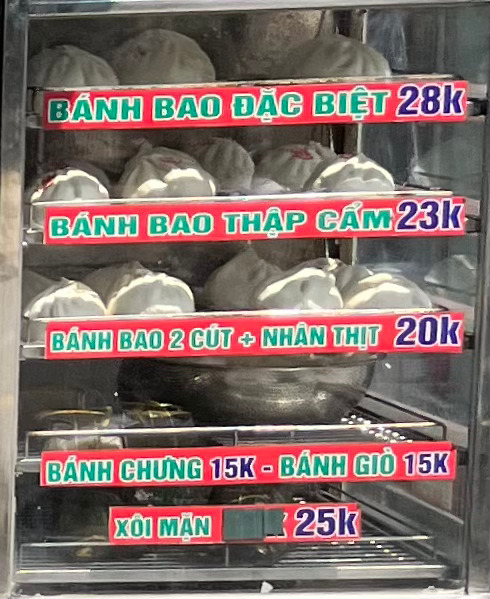 BÁNH BAO ĐẶC BIỆT 28k
BÁNH BAO THẬP CẨM 23k
BÁNH BAO 2 CÚT + NHÂN THỊT 20k
BÁNH CHƯNG 15K - BÁNH GIÒ 15K
XÔI MẶN 25k